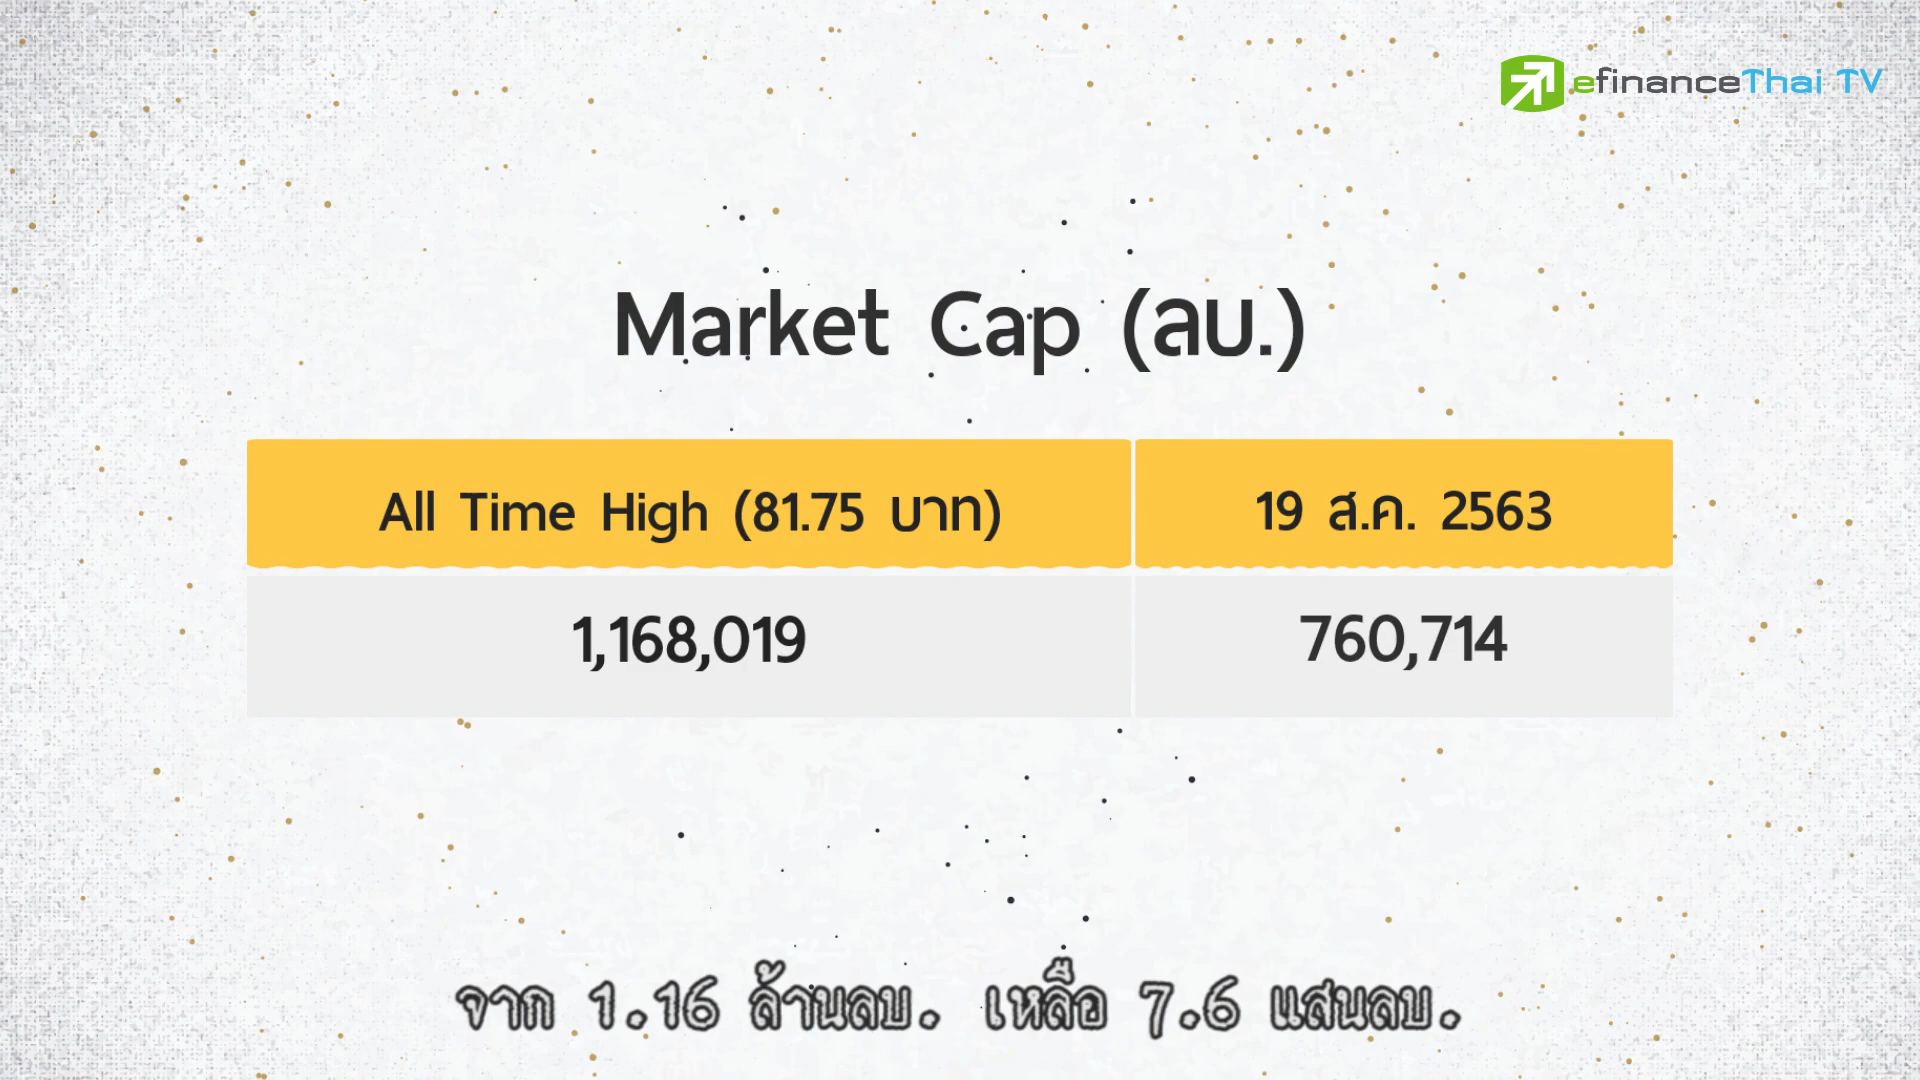 efinanceThai TV
Market Cap (ลบ.)
All Time High (81.75 บาท)
19 ส.ค. 2563
1,168,019
760,714
จาก 1.16 ล้านลบ. เหลือ 7.6 แสนลบ.